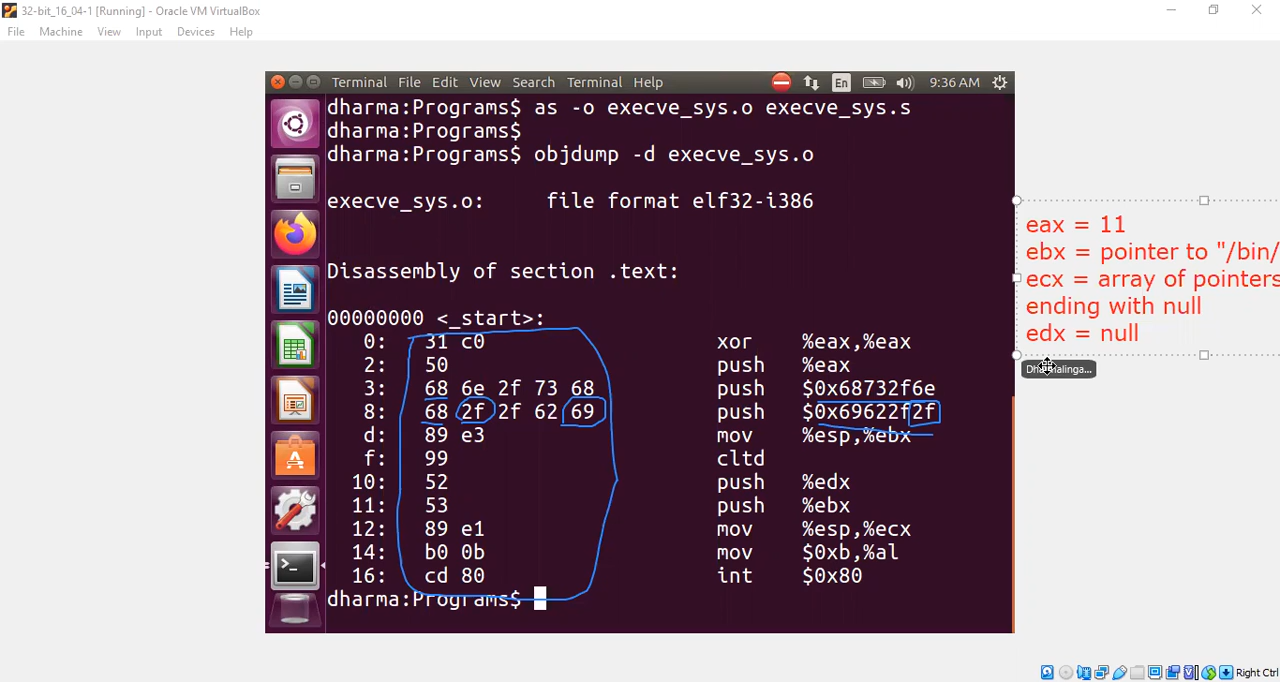 32-bit_16_04-1 [Running] - Oracle VM VirtualBox
File Machine View Input Devices Help
Terminal File Edit View Search Terminal Help En 9:36 AM
dharma:Programs$ as -o execve_sys.o execve_sys.s
dharma:Programs$
dharma:Programs$ objdump -d execve_sys.o
execve_sys.o: file format elf32-i386
Disassembly of section .text:
00000000 <_start>:
0: 31 c0 xor %eax,%eax
2: 50 push %eax
3: 68 6e 2f 73 68 push $0x68732f6e
8: 68 2f 2f 62 69 push $0x69622f2f
d: 89 e3 mov %esp,%ebx
f: 99 cltd
10: 52 push %edx
11: 53 push %ebx
12: 89 e1 mov %esp,%ecx
14: b0 0b mov $0xb,%al
16: cd 80 int $0x80
dharma:Programs$
eax = 11
ebx = pointer to "/bin/
ecx = array of pointers
ending with null
edx = null
Right Ctrl